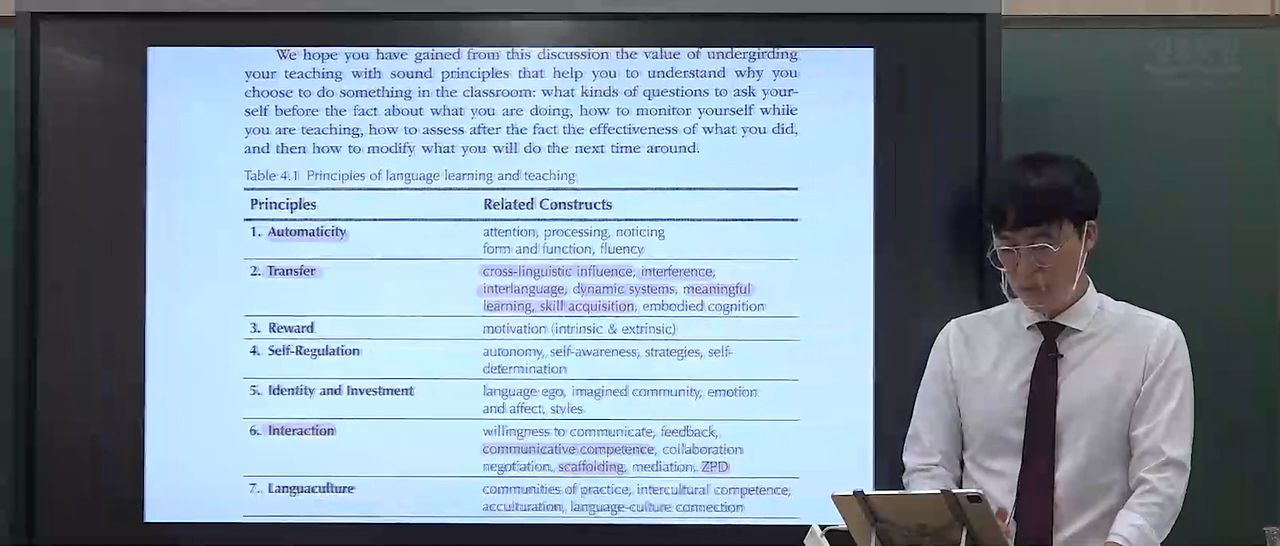 We hope you have gained from this discussion the value of undergirding
your teaching with sound principles that help you to understand why you
choose to do something in the classroom: what kinds of questions to ask your-
self before the fact about what you are doing, how to monitor yourself while
you are teaching, how to assess after the fact the effectiveness of what you did,
and then how to modify what you will do the next time around.
Table 4.1 Principles of language learning and teaching
Principles Related Constructs
1. Automaticity attention, processing, noticing
form and function, fluency
2. Transfer cross-linguistic influence, interference,
interlanguage, dynamic systems, meaningful
learning, skill acquisition, embodied cognition
3. Reward motivation (intrinsic & extrinsic)
4. Self-Regulation autonomy, self-awareness, strategies, self-
determination
5. Identity and Investment language ego, imagined community, emotion
and affect, styles
6. Interaction willingness to communicate, feedback,
communicative competence, collaboration
negotiation, scaffolding, mediation, ZPD
7. Languaculture communities of practice, intercultural competence,
acculturation, language-culture connection